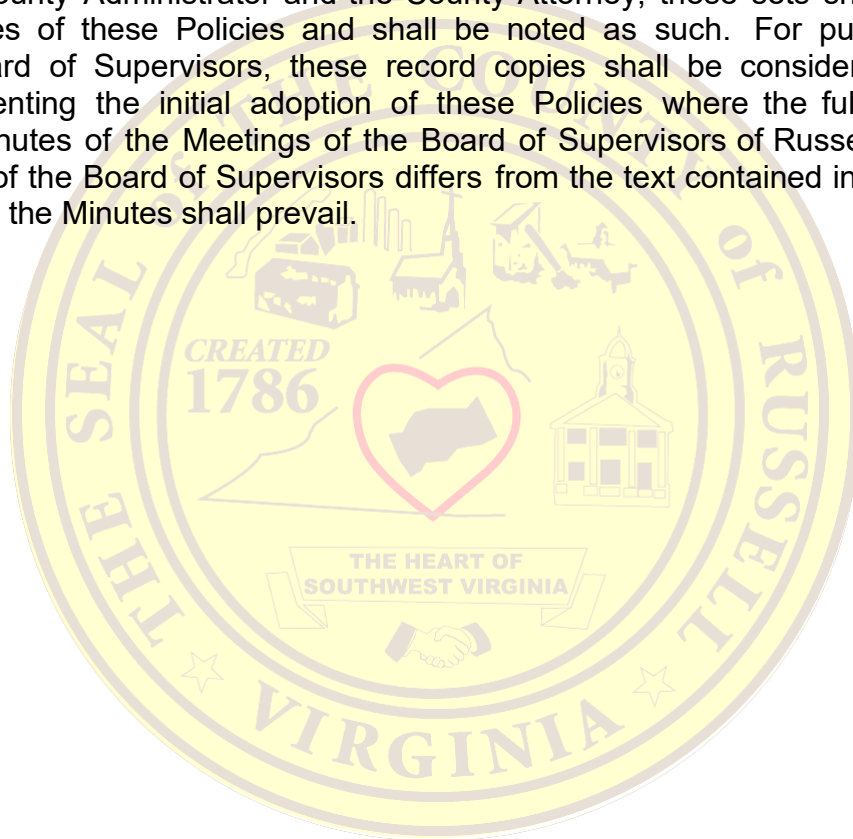 ounty Administrator and the County Attorney, these sets sh
es of these Policies and shall be noted as such. For pu
ard of Supervisors, these record copies shall be consider
enting the initial adoption of these Policies where the ful
nutes of the Meetings of the Board of Supervisors of Russe
of the Board of Supervisors differs from the text contained in
the Minutes shall prevail.
THE SEAL of THE COUNTY of RUSSELL
CREATED
1786
THE HEART OF
SOUTHWEST VIRGINIA
VIRGINIA